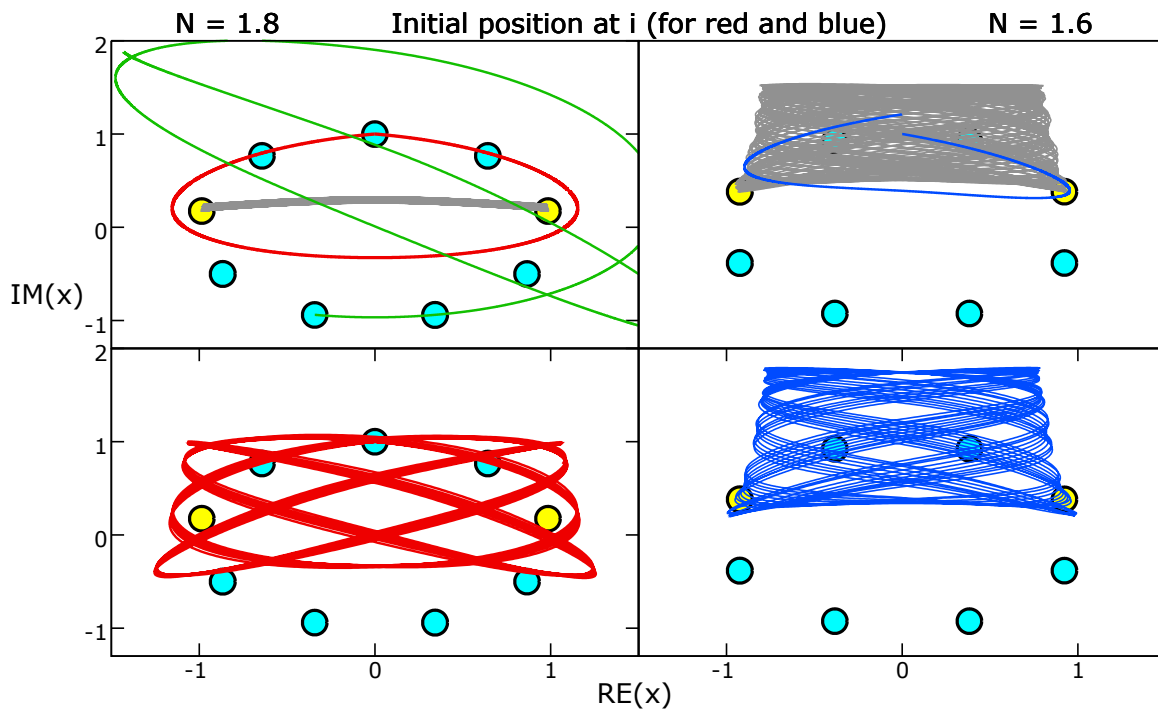 N = 1.8 Initial position at i (for red and blue) N = 1.6
2
1
0
-1
IM(x)
2
1
0
-1
-1 0 1 -1 0 1
RE(x)